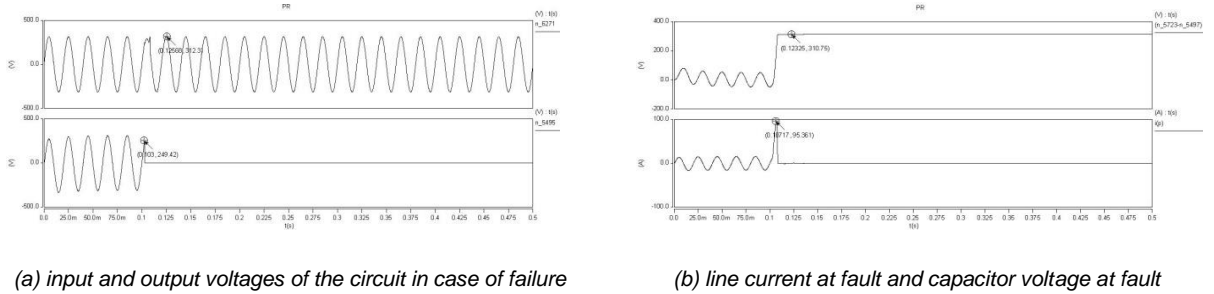 PR
(V) : t(s)
n_6271
500.0
(V)
0.0
-500.0
(0.12568, 312.3)
(V) : t(s)
n_5495
500.0
(V)
0.0
-500.0
(0.103, 249.42)
0.0 25.0m 50.0m 75.0m 0.1 0.125 0.15 0.175 0.2 0.225 0.25 0.275 0.3 0.325 0.35 0.375 0.4 0.425 0.45 0.475 0.5
t(s)
PR
(V) : t(s)
(n_5723-n_5497)
400.0
200.0
(V)
0.0
-200.0
(0.12325, 310.75)
(A) : t(s)
100.0
(A)
0.0
-100.0
0.0 25.0m 50.0m 75.0m 0.1 0.125 0.15 0.175 0.2 0.225 0.25 0.275 0.3 0.325 0.35 0.375 0.4 0.425 0.45 0.475 0.5
t(s)
(a) input and output voltages of the circuit in case of failure
(b) line current at fault and capacitor voltage at fault